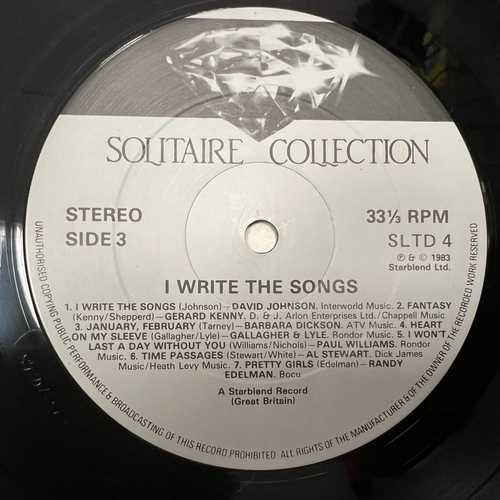 SOLITAIRE COLLECTION
STEREO
SIDE 3
33⅓ RPM
SLTD 4
℗ & © 1983
Starblend Ltd.
I WRITE THE SONGS
1. I WRITE THE SONGS (Johnson)—DAVID JOHNSON. Interworld Music. 2. FANTASY
(Kenny/Shepperd)—GERARD KENNY. D. & J. Arlon Enterprises Ltd./Chappell Music
3. JANUARY, FEBRUARY (Tarney)—BARBARA DICKSON. ATV Music. 4. HEART
ON MY SLEEVE (Gallagher/Lyle)—GALLAGHER & LYLE. Rondor Music. 5. I WON'T
LAST A DAY WITHOUT YOU (Williams/Nichols)—PAUL WILLIAMS. Rondor
Music. 6. TIME PASSAGES (Stewart/White)—AL STEWART. Dick James
Music/Heath Levy Music. 7. PRETTY GIRLS (Edelman)—RANDY
EDELMAN. Bocu
A Starblend Record
(Great Britain)
UNAUTHORISED COPYING PUBLIC PERFORMANCE & BROADCASTING OF THIS RECORD PROHIBITED. ALL RIGHTS OF THE MANUFACTURER & OF THE OWNER OF RECORDED WORK RESERVED